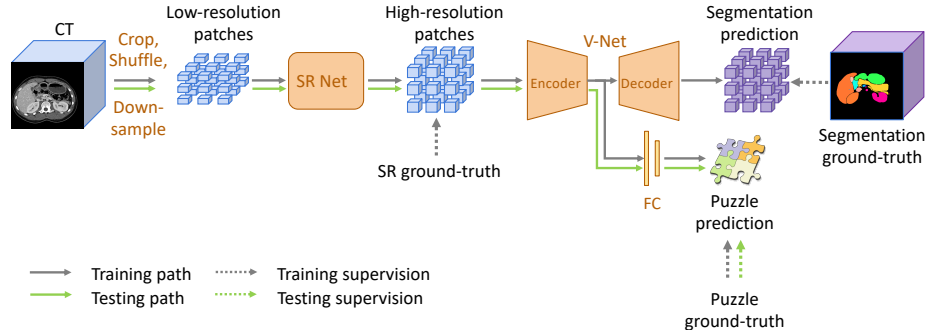 CT
Crop,
Shuffle,
Down-
sample
Low-resolution
patches
SR Net
High-resolution
patches
SR ground-truth
V-Net
Encoder
Decoder
FC
Segmentation
prediction
Segmentation
ground-truth
Puzzle
prediction
Puzzle
ground-truth
Training path
Training supervision
Testing path
Testing supervision